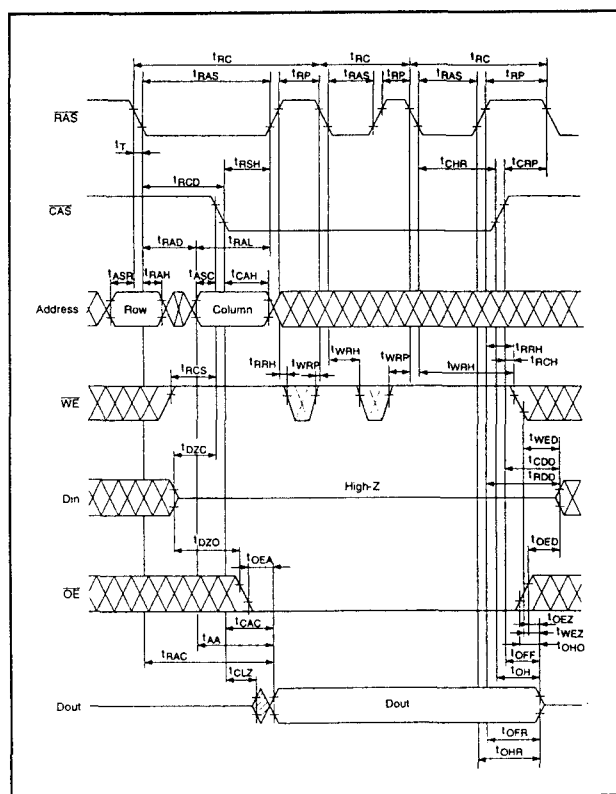 tRC tRC tRC
tRAS tRP tRAS tRP tRAS tRP
RAS
tT
tRSH tCHR tCRP
tRCD
CAS
tRAD tRAL
tASR tRAH tASC tCAH
Address Row Column
tRRH
tRCS tRRH tWRP tWRH tWRP tWRH tRCH
WE
tWED
tDZC tCDD
tRDD
Din High-Z
tDZO tOED
tOEA
OE
tOEZ
tCAC tWEZ
tAA tOHO
tRAC tOFF
tCLZ tOH
Dout Dout
tOFR
tOHR